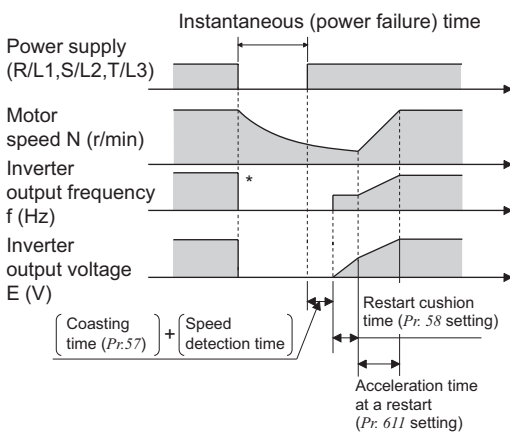 Instantaneous (power failure) time
Power supply
(R/L1,S/L2,T/L3)
Motor
speed N (r/min)
Inverter
output frequency
f (Hz)
*
Inverter
output voltage
E (V)
Coasting
time (Pr.57)
+
Speed
detection time
Restart cushion
time (Pr. 58 setting)
Acceleration time
at a restart
(Pr. 611 setting)